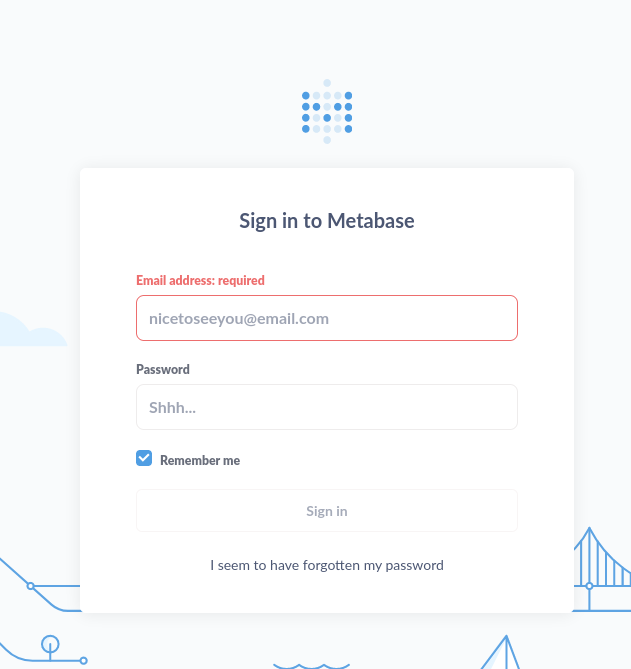 Sign in to Metabase
Email address: required
nicetoseeyou@email.com
Password
Shhh...
Remember me
Sign in
I seem to have forgotten my password